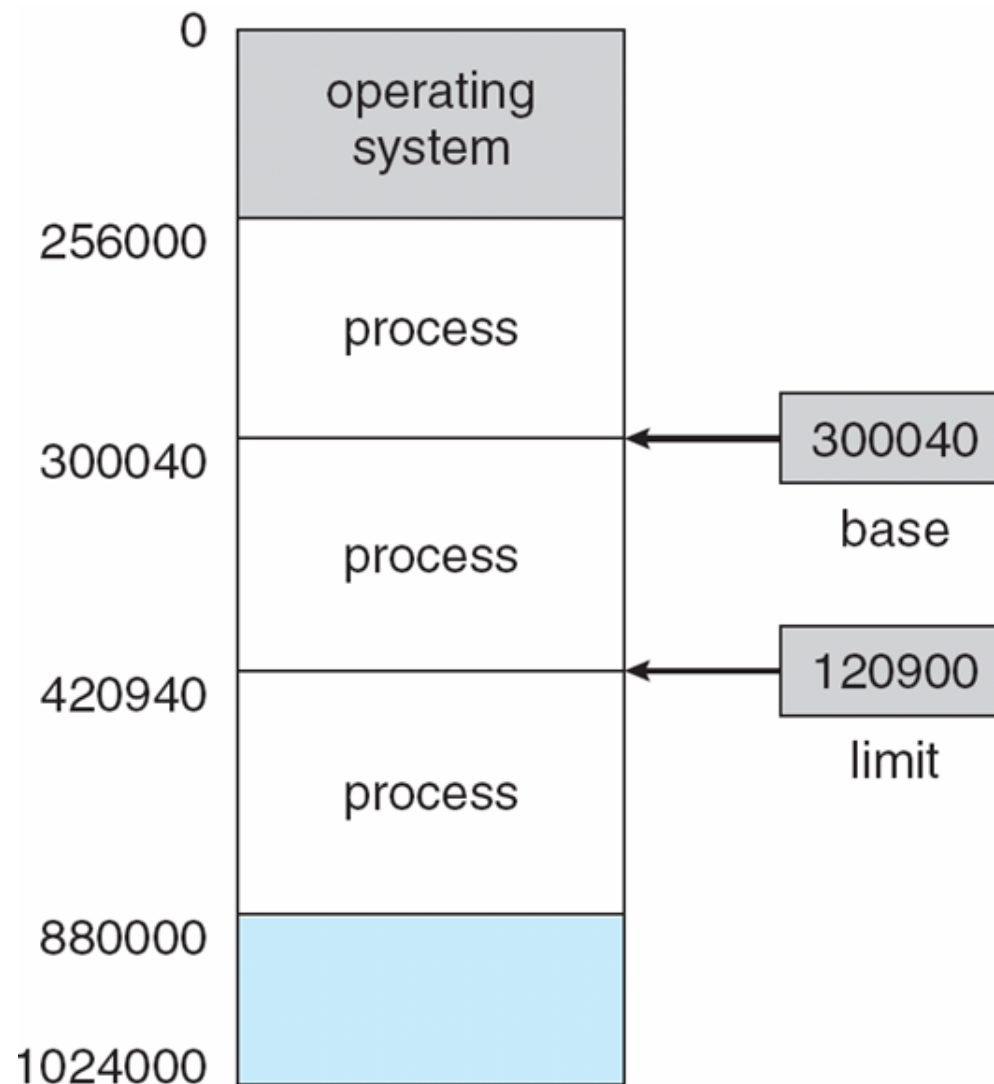 0
operating
system
256000
process
300040
300040
base
process
120900
420940
limit
process
880000
1024000